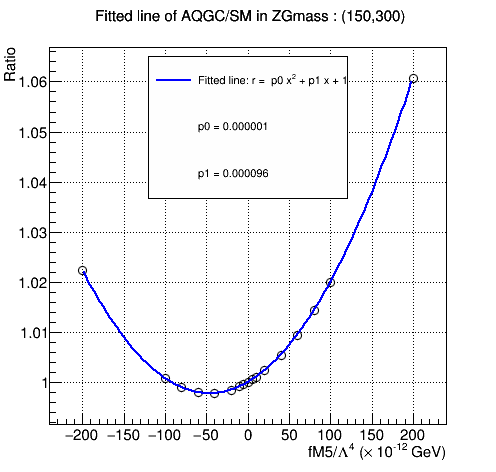 Fitted line of AQGC/SM in ZGmass : (150,300)
Ratio
Fitted line: r = p0 x² + p1 x + 1
p0 = 0.000001
p1 = 0.000096
1.06
1.05
1.04
1.03
1.02
1.01
1
−200 −150 −100 −50 0 50 100 150 200
fM5/Λ⁴ (× 10⁻¹² GeV)